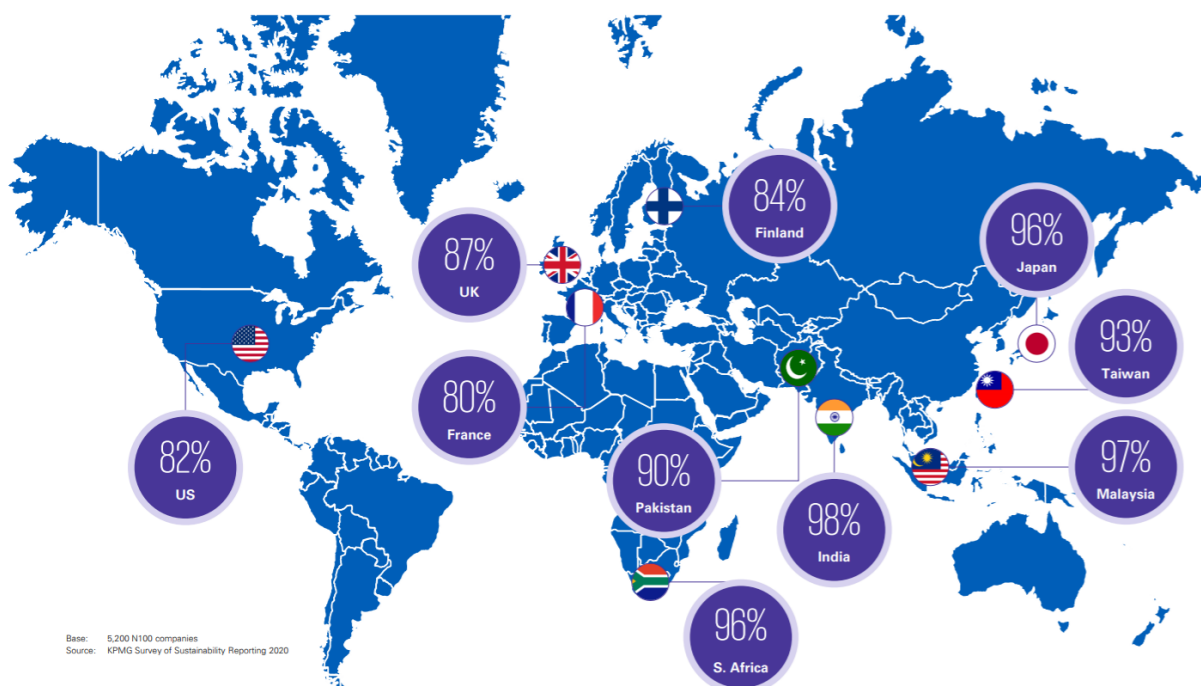 84%
Finland
96%
Japan
87%
UK
93%
Taiwan
80%
France
82%
US
90%
Pakistan
97%
Malaysia
98%
India
96%
S. Africa
Base: 5,200 N100 companies
Source: KPMG Survey of Sustainability Reporting 2020